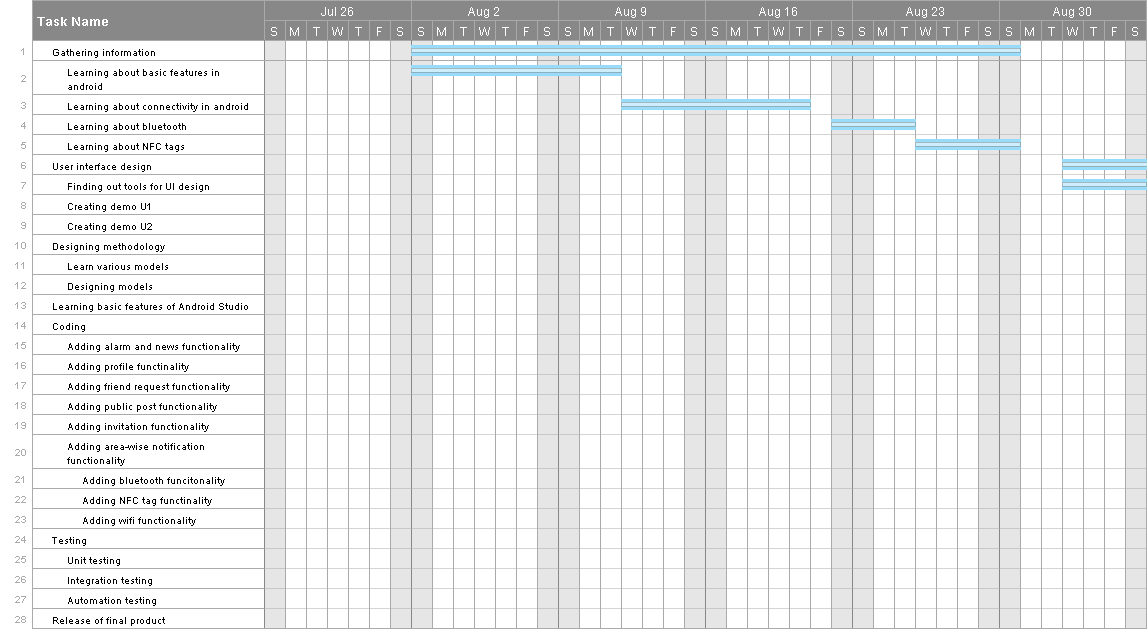 Task Name
Jul 26 Aug 2 Aug 9 Aug 16 Aug 23 Aug 30
S M T W T F S S M T W T F S S M T W T F S S M T W T F S S M T W T F S S M T W T F S
1 Gathering information
2 Learning about basic features in
android
3 Learning about connectivity in android
4 Learning about bluetooth
5 Learning about NFC tags
6 User interface design
7 Finding out tools for UI design
8 Creating demo U1
9 Creating demo U2
10 Designing methodology
11 Learn various models
12 Designing models
13 Learning basic features of Android Studio
14 Coding
15 Adding alarm and news functionality
16 Adding profile functinality
17 Adding friend request functionality
18 Adding public post functionality
19 Adding invitation functionality
20 Adding area-wise notification
functionality
21 Adding bluetooth funcitonality
22 Adding NFC tag functinality
23 Adding wifi functionality
24 Testing
25 Unit testing
26 Integration testing
27 Automation testing
28 Release of final product